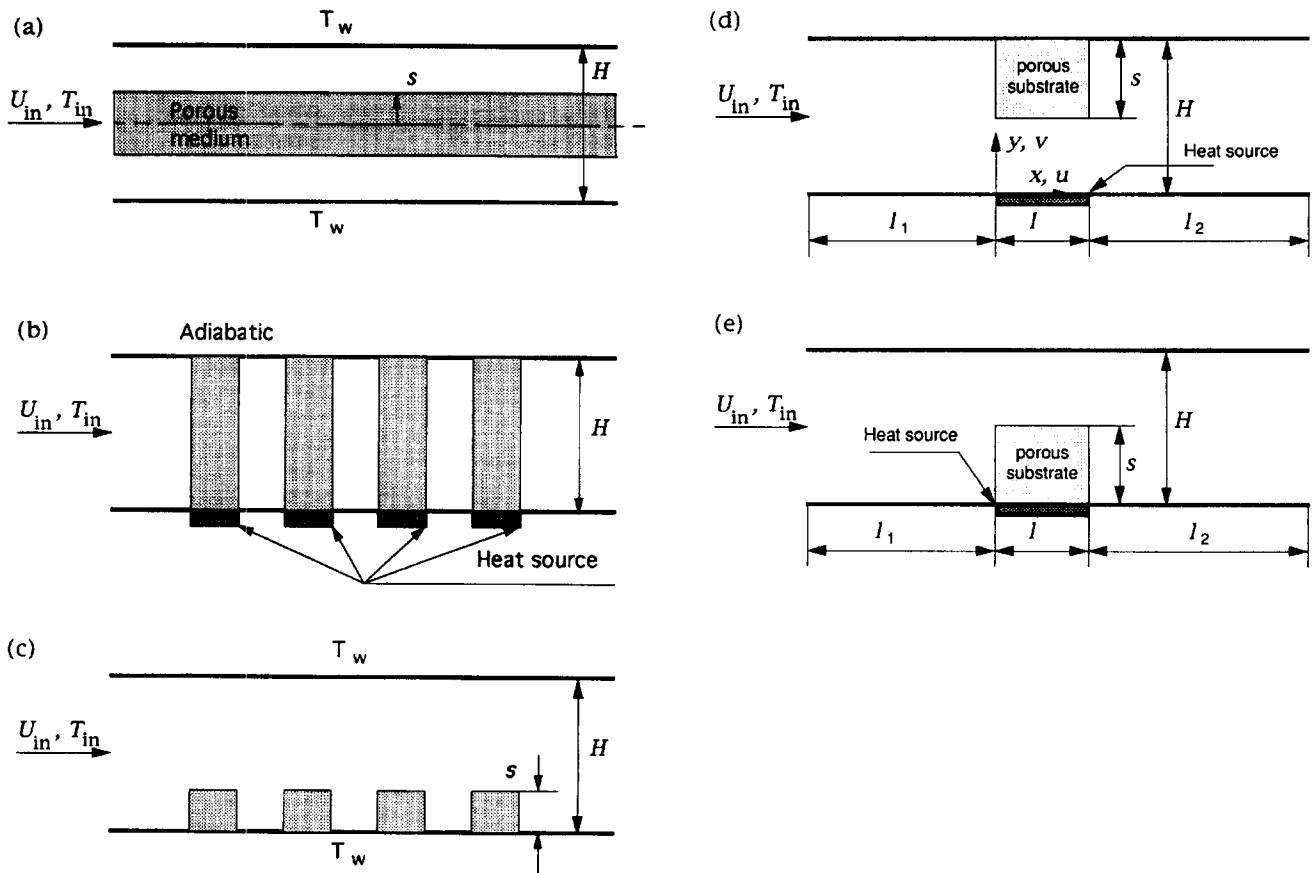 (a)
T w
H
s
U in , T in
Porous
medium
T w
(b)
Adiabatic
U in , T in
H
Heat source
(c)
T w
U in , T in
H
s
T w
(d)
porous
substrate
s
U in , T in
H
y, v
Heat source
x, u
l 1
l
l 2
(e)
U in , T in
H
Heat source
porous
substrate
s
l 1
l
l 2